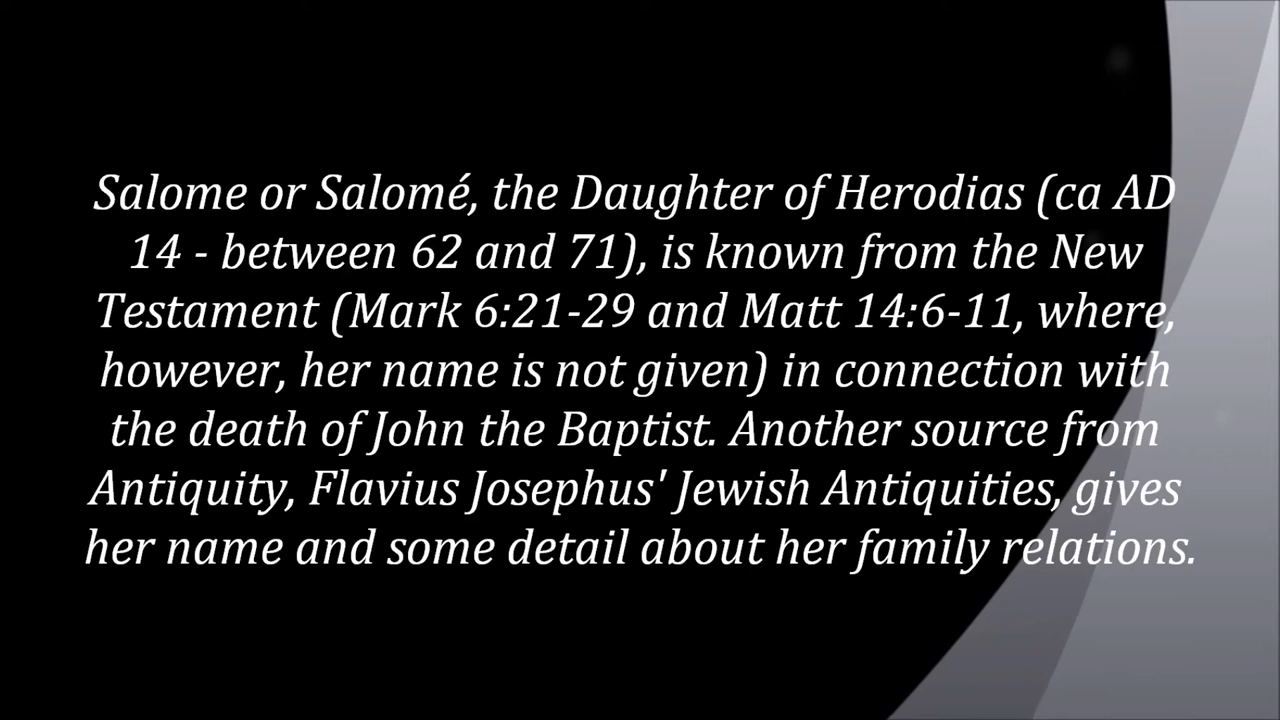 Salome or Salomé, the Daughter of Herodias (ca AD
14 - between 62 and 71), is known from the New
Testament (Mark 6:21-29 and Matt 14:6-11, where,
however, her name is not given) in connection with
the death of John the Baptist. Another source from
Antiquity, Flavius Josephus' Jewish Antiquities, gives
her name and some detail about her family relations.